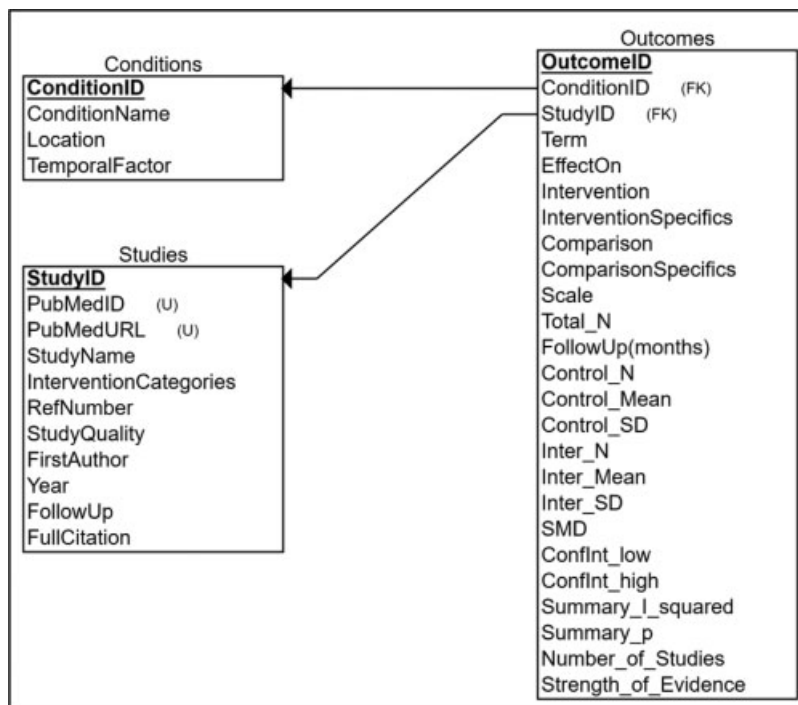 Conditions
ConditionID
ConditionName
Location
TemporalFactor
Studies
StudyID
PubMedID (U)
PubMedURL (U)
StudyName
InterventionCategories
RefNumber
StudyQuality
FirstAuthor
Year
FollowUp
FullCitation
Outcomes
OutcomeID
ConditionID (FK)
StudyID (FK)
Term
EffectOn
Intervention
InterventionSpecifics
Comparison
ComparisonSpecifics
Scale
Total_N
FollowUp(months)
Control_N
Control_Mean
Control_SD
Inter_N
Inter_Mean
Inter_SD
SMD
ConfInt_low
ConfInt_high
Summary_I_squared
Summary_p
Number_of_Studies
Strength_of_Evidence